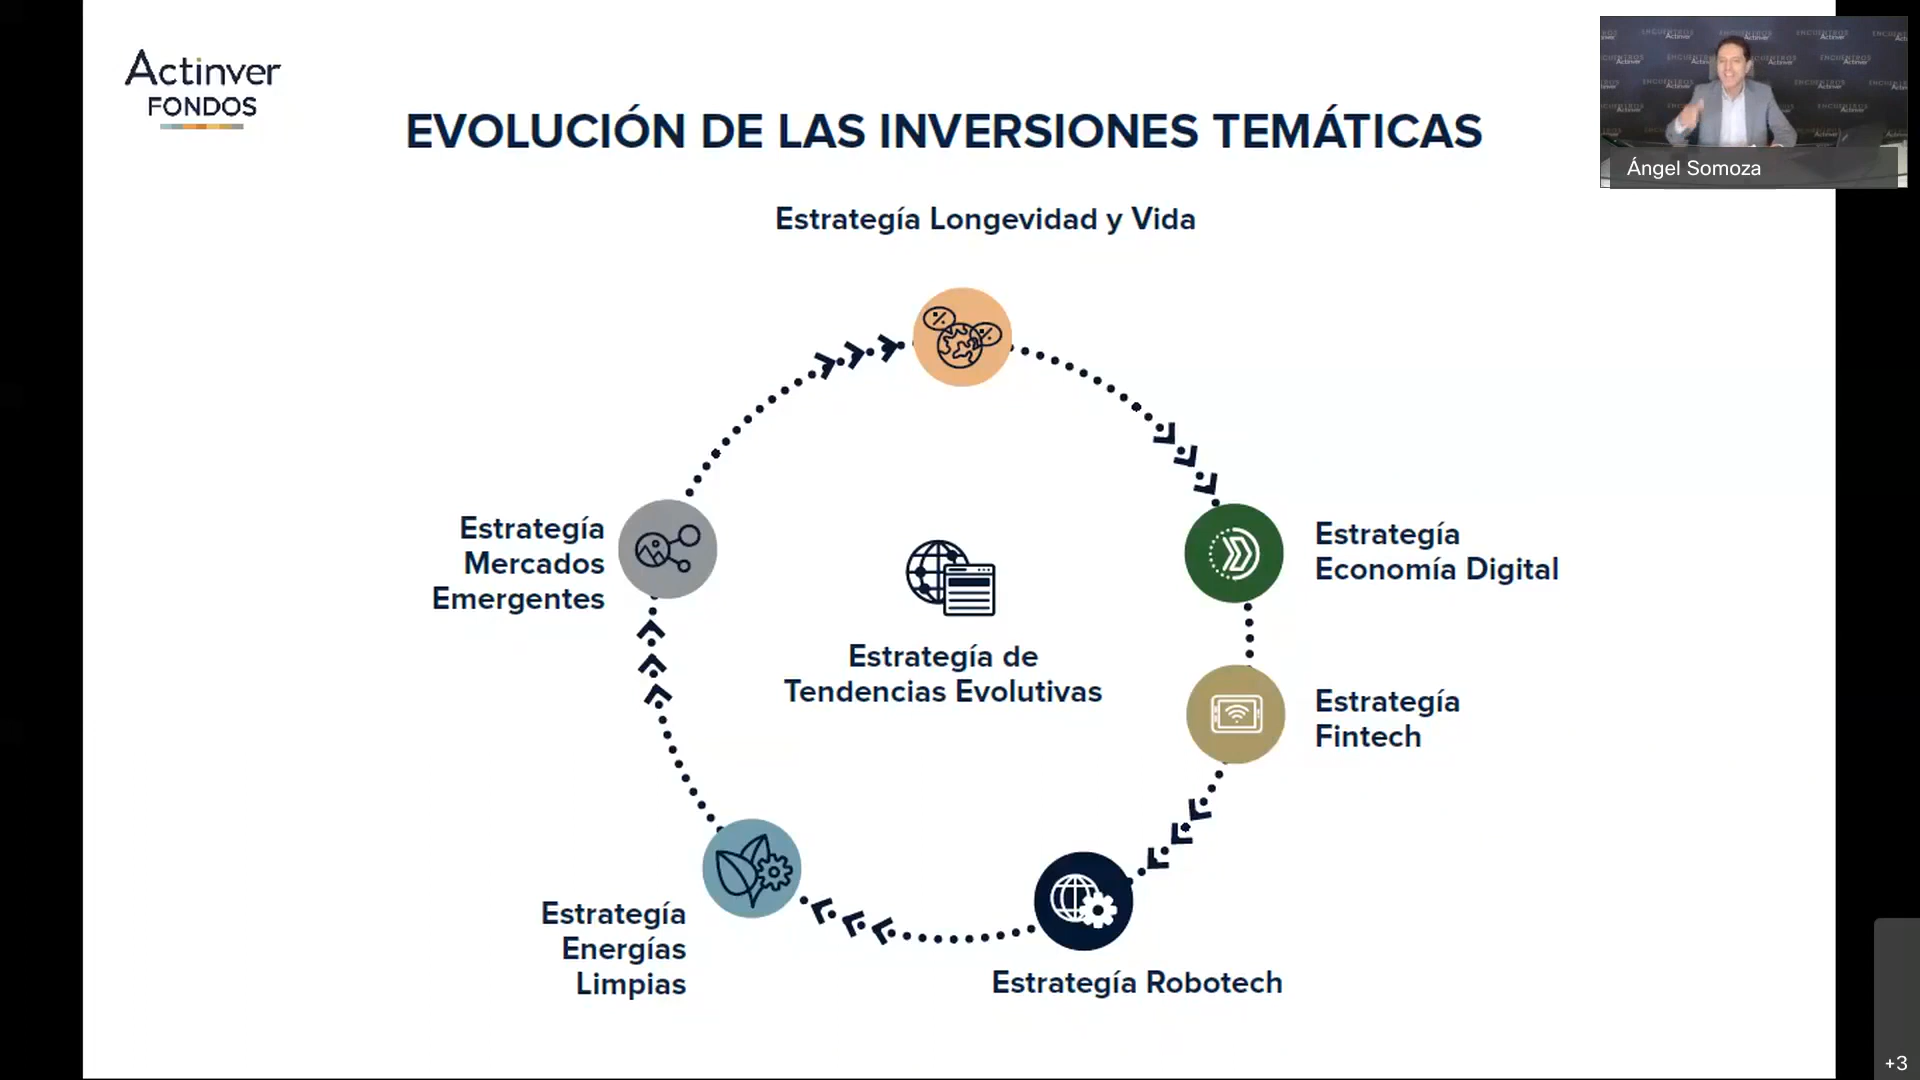 Actinver
FONDOS
EVOLUCIÓN DE LAS INVERSIONES TEMÁTICAS
Ángel Somoza
Estrategía Longevidad y Vida
Estrategía
Mercados
Emergentes
Estrategía
Economía Digital
Estrategía de
Tendencias Evolutivas
Estrategía
Fintech
Estrategía
Energías
Limpias
Estrategía Robotech
+3